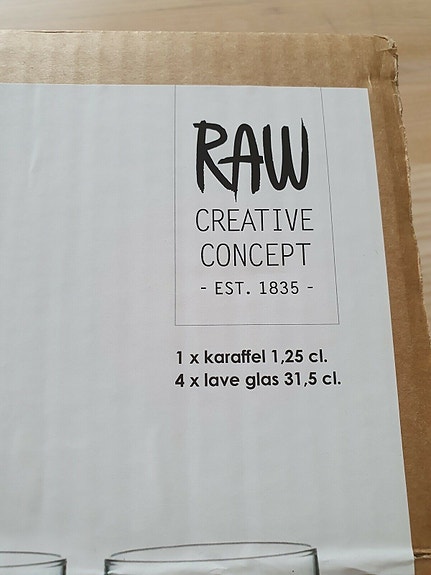 RAW
CREATIVE
CONCEPT
- EST. 1835 -
1 x karaffel 1,25 cl.
4 x lave glas 31,5 cl.